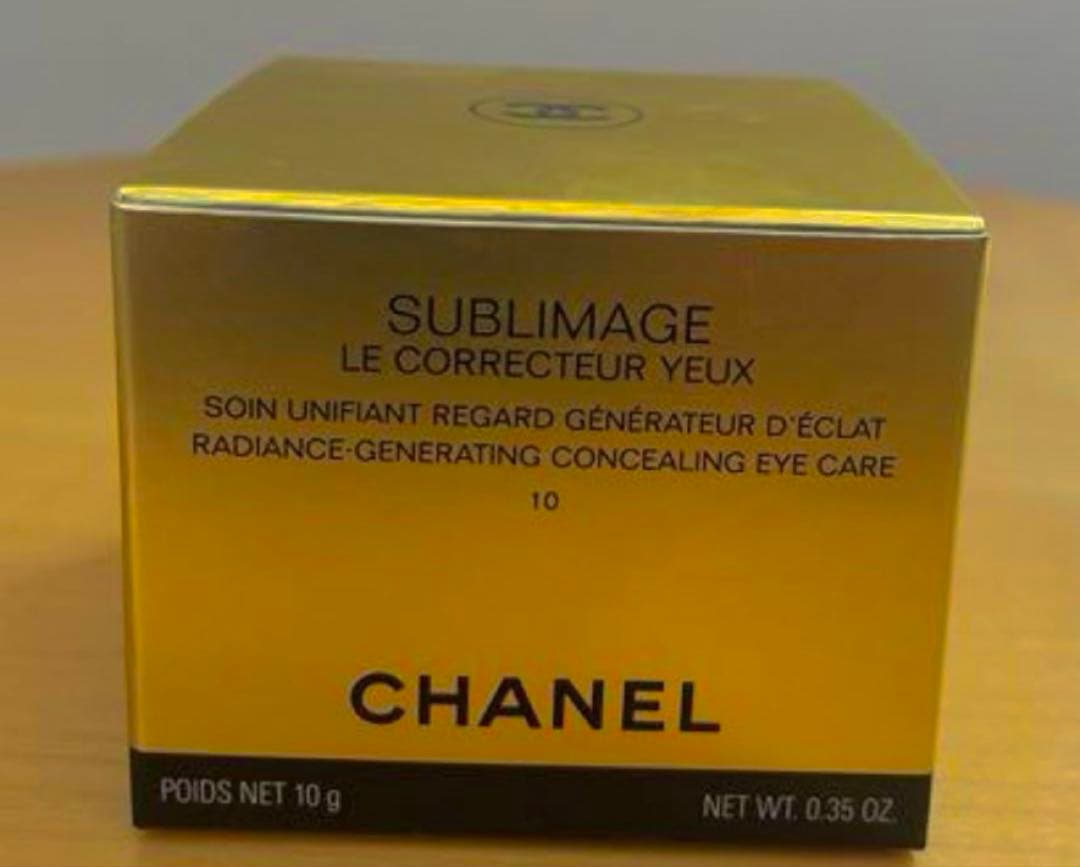 SUBLIMAGE
LE CORRECTEUR YEUX
SOIN UNIFIANT REGARD GÉNÉRATEUR D'ÉCLAT
RADIANCE-GENERATING CONCEALING EYE CARE
10
CHANEL
POIDS NET 10 g
NET WT. 0.35 OZ.